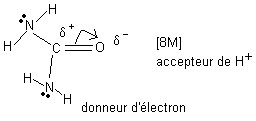 N
H
H
δ+
C
O
δ−
[8M]
accepteur de H+
N
H
H
donneur d'électron